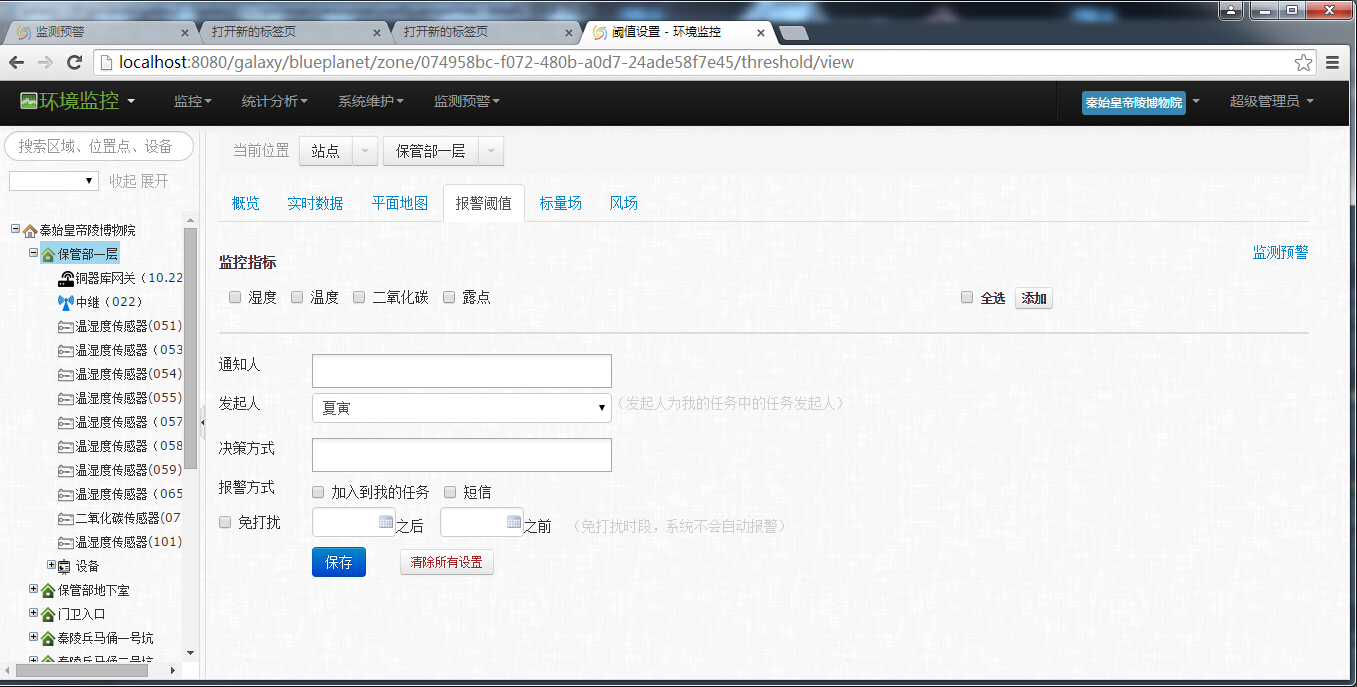 监测预警
打开新的标签页
打开新的标签页
阈值设置 - 环境监控
localhost:8080/galaxy/blueplanet/zone/074958bc-f072-480b-a0d7-24ade58f7e45/threshold/view
环境监控 监控 统计分析 系统维护 监测预警 秦始皇帝陵博物院 超级管理员
搜索区域、位置点、设备
收起 展开
秦始皇帝陵博物院
保管部一层
铜器库网关（10.22
中继（022）
温湿度传感器(051)
温湿度传感器（053
温湿度传感器(054)
温湿度传感器(055)
温湿度传感器（057
温湿度传感器（058
温湿度传感器(059)
温湿度传感器（065
二氧化碳传感器(07
温湿度传感器(101)
设备
保管部地下室
门卫入口
秦陵兵马俑一号坑
秦陵兵马俑二号坑
当前位置 站点 保管部一层
概览 实时数据 平面地图 报警阈值 标量场 风场
监测预警
监控指标
湿度 温度 二氧化碳 露点 全选 添加
通知人
发起人 夏寅 （发起人为我的任务中的任务发起人）
决策方式
报警方式 加入到我的任务 短信
免打扰 之后 之前 （免打扰时段，系统不会自动报警）
保存 清除所有设置